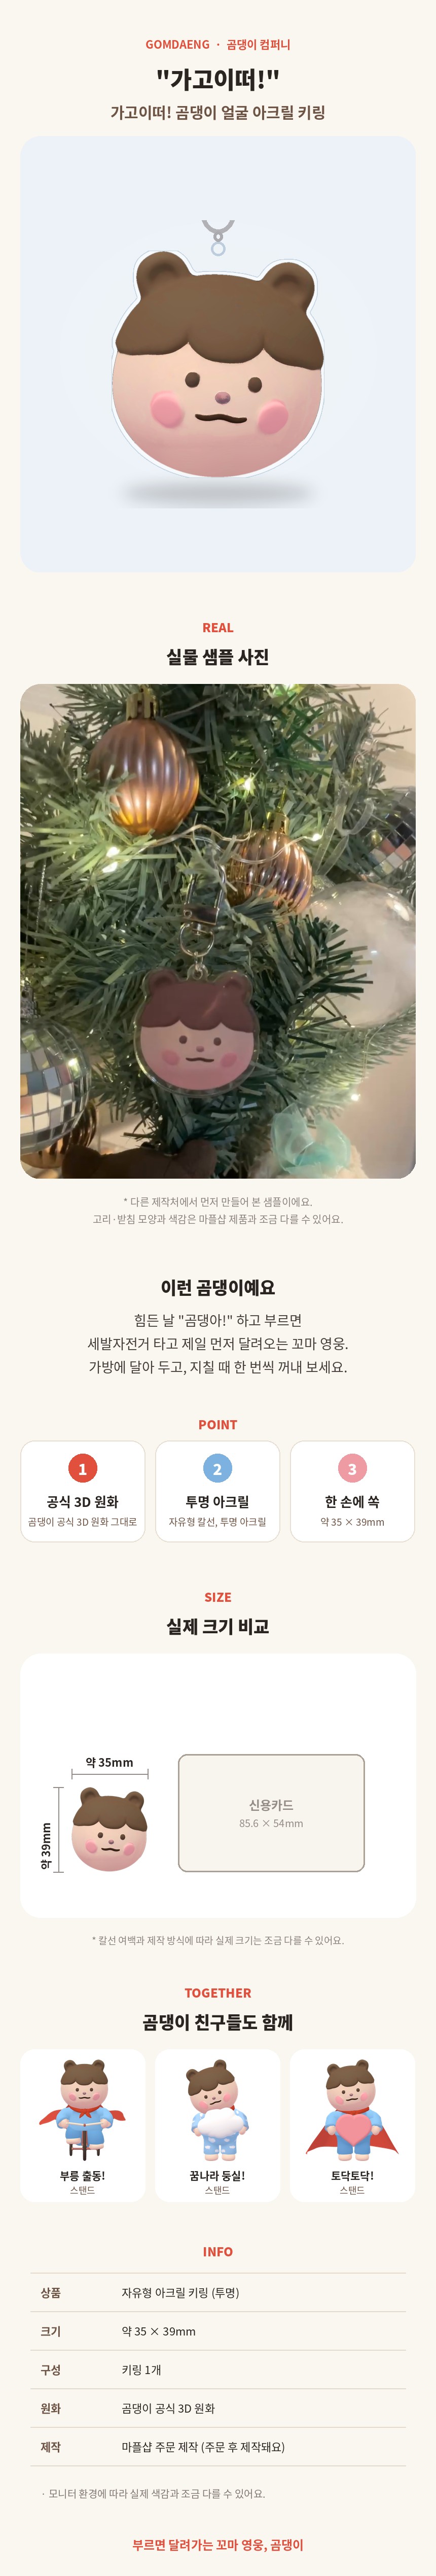 GOMDAENG · 곰댕이 컴퍼니
"가고이떠!"
가고이떠! 곰댕이 얼굴 아크릴 키링
REAL
실물 샘플 사진
* 다른 제작처에서 먼저 만들어 본 샘플이에요.
고리·받침 모양과 색감은 마플샵 제품과 조금 다를 수 있어요.
이런 곰댕이예요
힘든 날 "곰댕아!" 하고 부르면
세발자전거 타고 제일 먼저 달려오는 꼬마 영웅.
가방에 달아 두고, 지칠 때 한 번씩 꺼내 보세요.
POINT
1
공식 3D 원화
곰댕이 공식 3D 원화 그대로
2
투명 아크릴
자유형 칼선, 투명 아크릴
3
한 손에 쏙
약 35 × 39mm
SIZE
실제 크기 비교
약 35mm
약 39mm
신용카드
85.6 × 54mm
* 칼선 여백과 제작 방식에 따라 실제 크기는 조금 다를 수 있어요.
TOGETHER
곰댕이 친구들도 함께
부릉 출동!
스탠드
꿈나라 둥실!
스탠드
토닥토닥!
스탠드
INFO
상품 자유형 아크릴 키링 (투명)
크기 약 35 × 39mm
구성 키링 1개
원화 곰댕이 공식 3D 원화
제작 마플샵 주문 제작 (주문 후 제작돼요)
· 모니터 환경에 따라 실제 색감과 조금 다를 수 있어요.
부르면 달려가는 꼬마 영웅, 곰댕이